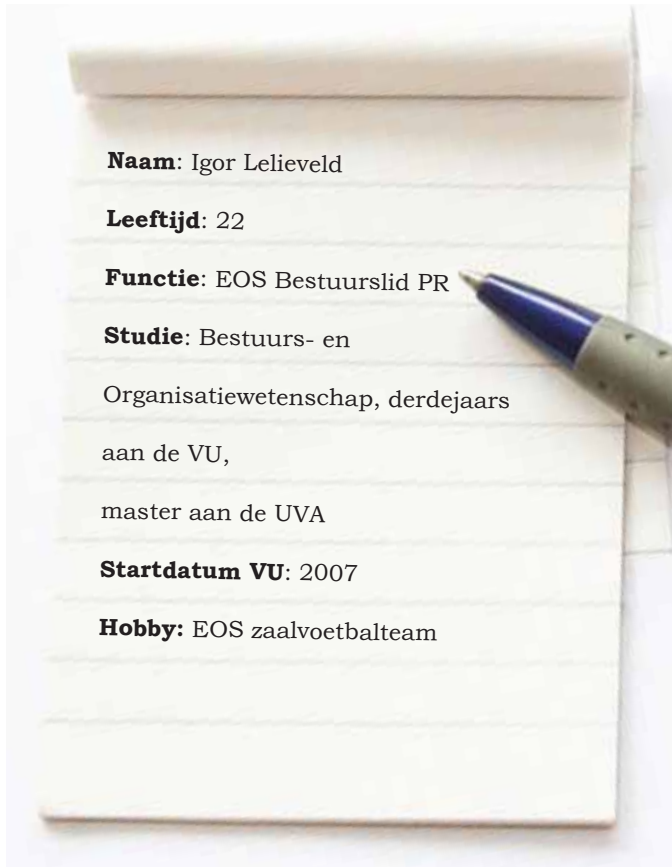 Naam: Igor Lelieveld
Leeftijd: 22
Functie: EOS Bestuurslid PR
Studie: Bestuurs- en
Organisatiewetenschap, derdejaars
aan de VU,
master aan de UVA
Startdatum VU: 2007
Hobby: EOS zaalvoetbalteam